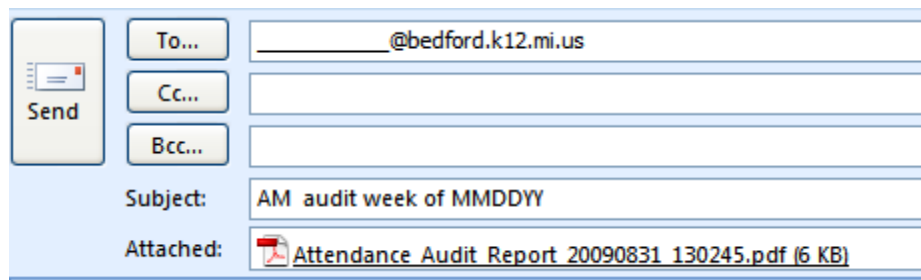 To... ___________@bedford.k12.mi.us
Send
Cc...
Bcc...
Subject: AM  audit week of MMDDYY
Attached: Attendance_Audit_Report_20090831_130245.pdf (6 KB)